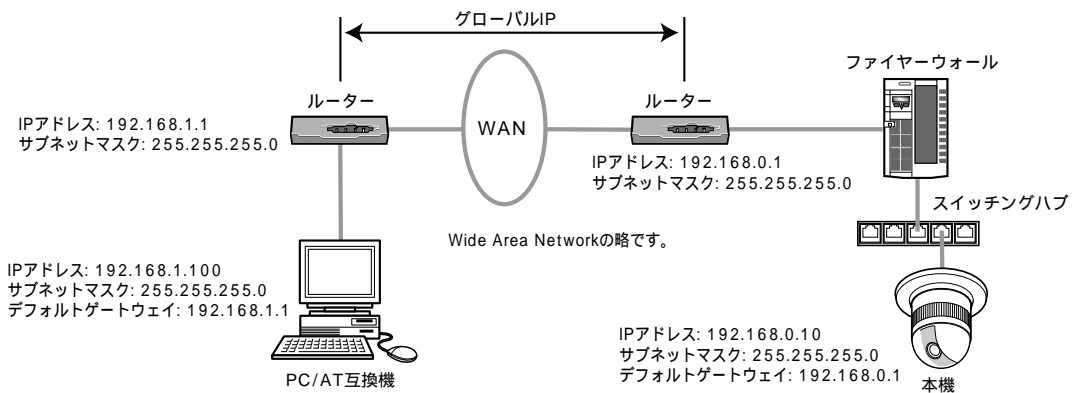 グローバルIP
ファイヤーウォール
ルーター
ルーター
IPアドレス: 192.168.1.1
サブネットマスク: 255.255.255.0
WAN
IPアドレス: 192.168.0.1
サブネットマスク: 255.255.255.0
スイッチングハブ
Wide Area Networkの略です。
IPアドレス: 192.168.1.100
サブネットマスク: 255.255.255.0
デフォルトゲートウェイ: 192.168.1.1
IPアドレス: 192.168.0.10
サブネットマスク: 255.255.255.0
デフォルトゲートウェイ: 192.168.0.1
PC/AT互換機
本機